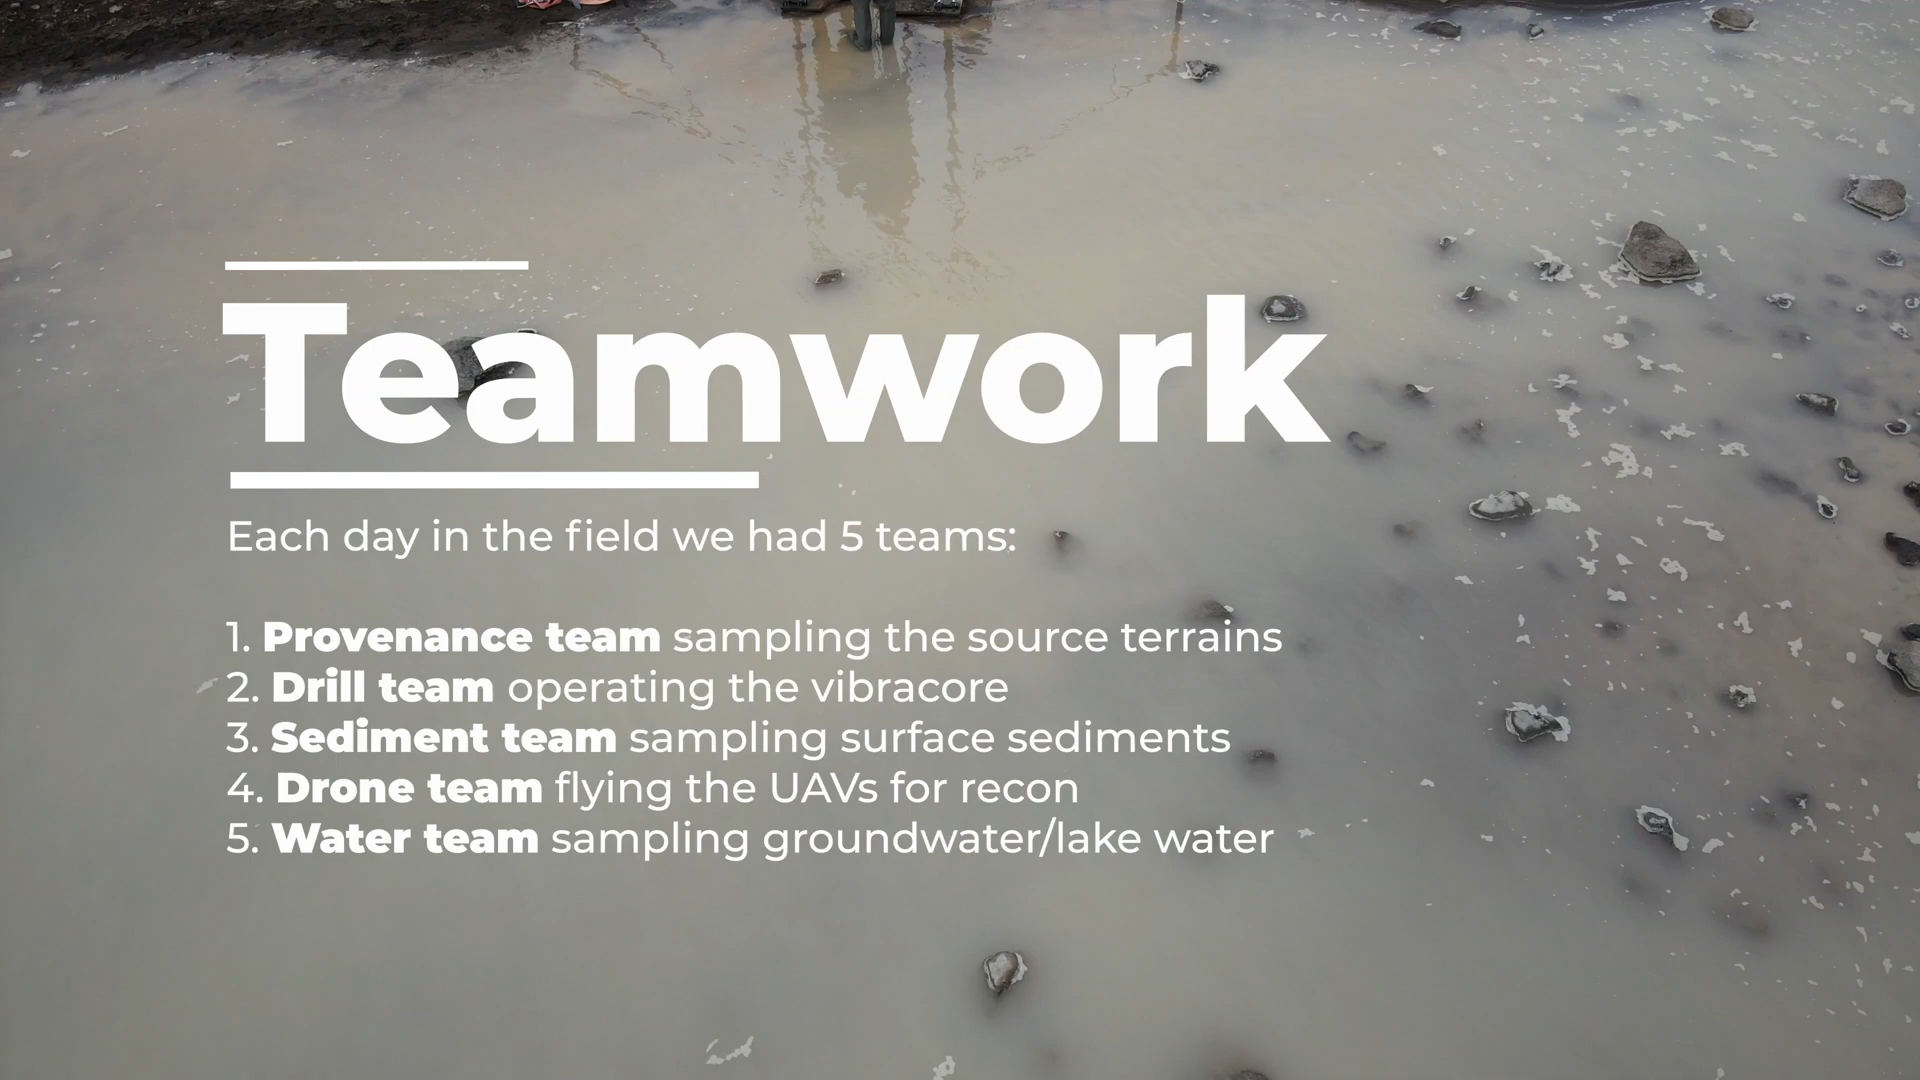 Teamwork
Each day in the field we had 5 teams:
1. Provenance team sampling the source terrains
2. Drill team operating the vibracore
3. Sediment team sampling surface sediments
4. Drone team flying the UAVs for recon
5. Water team sampling groundwater/lake water